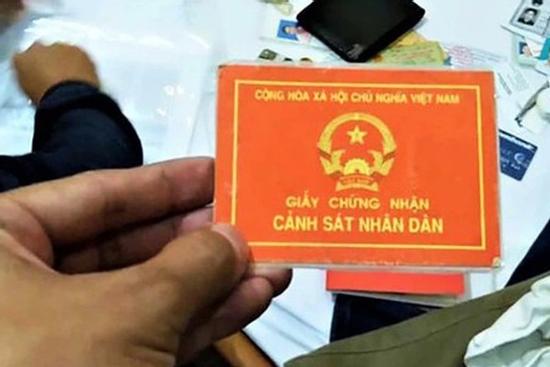 CỘNG HÒA XÃ HỘI CHỦ NGHĨA VIỆT NAM
GIẤY CHỨNG NHẬN
CẢNH SÁT NHÂN DÂN